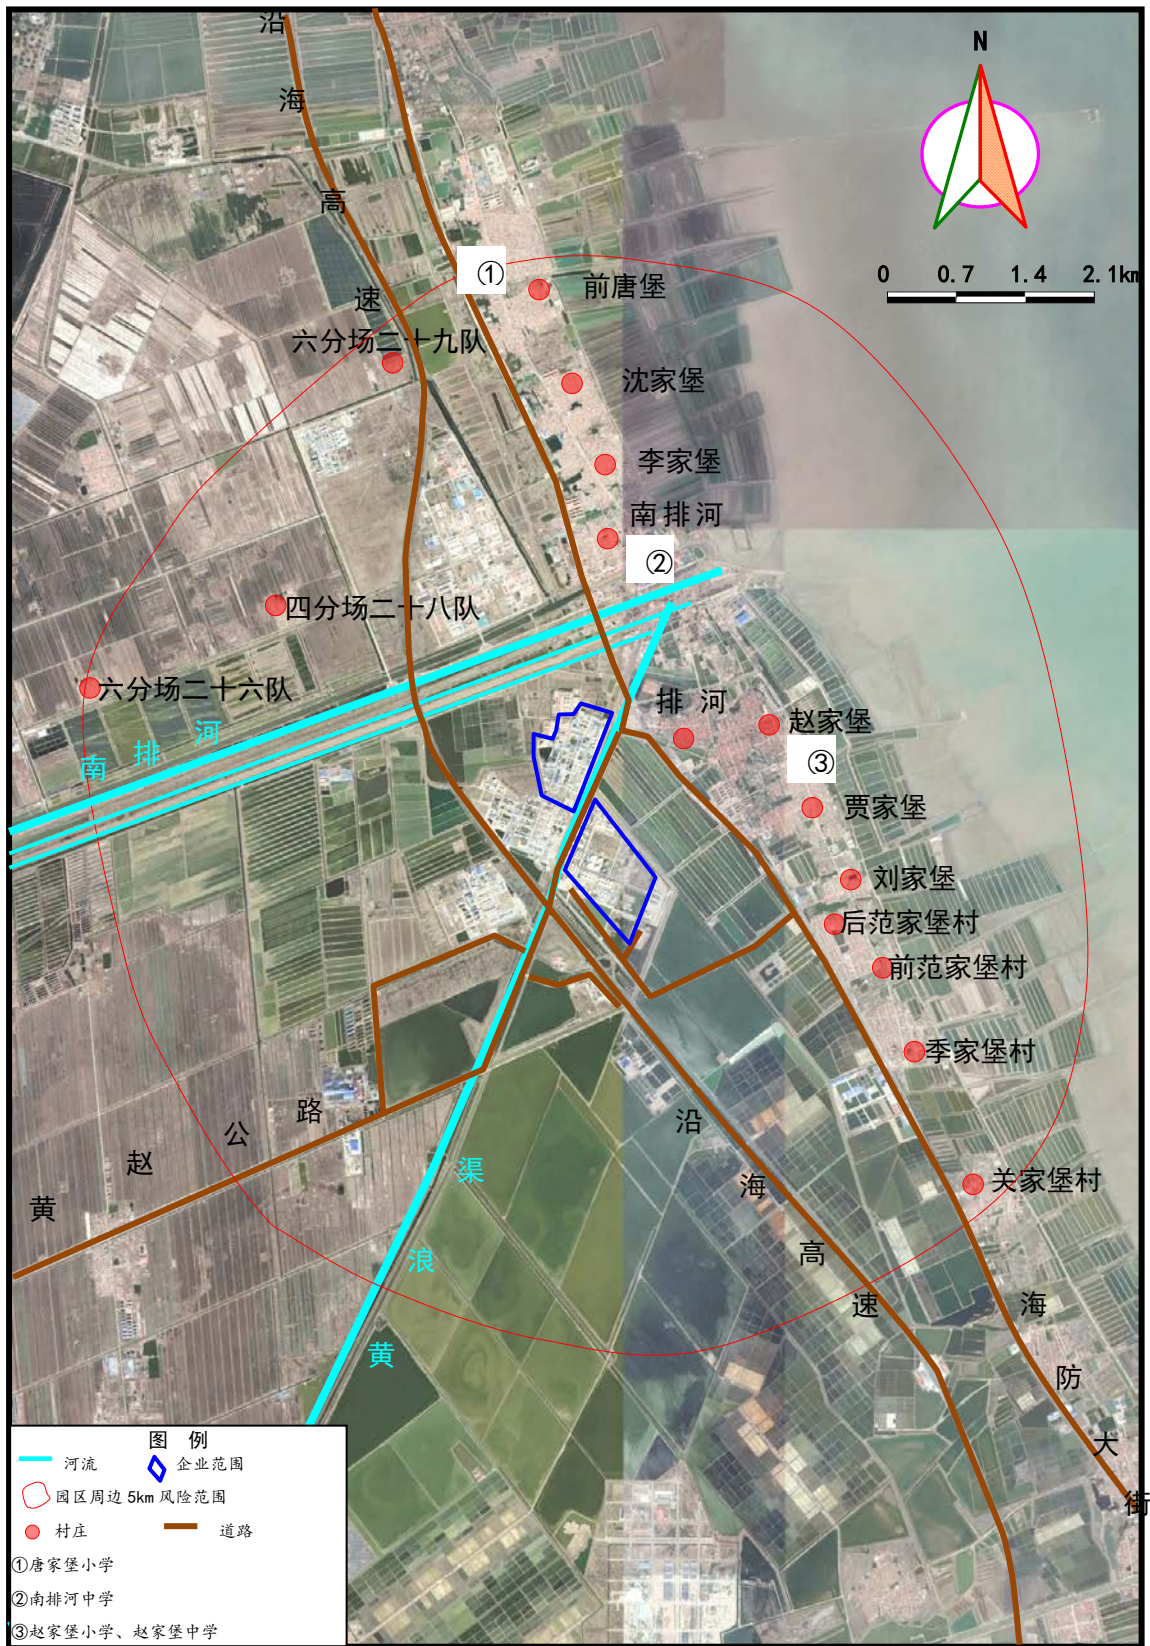 沿
海
高
速
N
0 0.7 1.4 2.1km
①
前唐堡
六分场二十九队
沈家堡
李家堡
南排河
②
四分场二十八队
六分场二十六队
南排河
排河
赵家堡
③
贾家堡
刘家堡
后范家堡村
前范家堡村
季家堡村
关家堡村
黄赵公路
沿
海
高
速
海
防
大
街
渠
浪
黄
图 例
河流 企业范围
园区周边5km风险范围
村庄 道路
①唐家堡小学
②南排河中学
③赵家堡小学、赵家堡中学